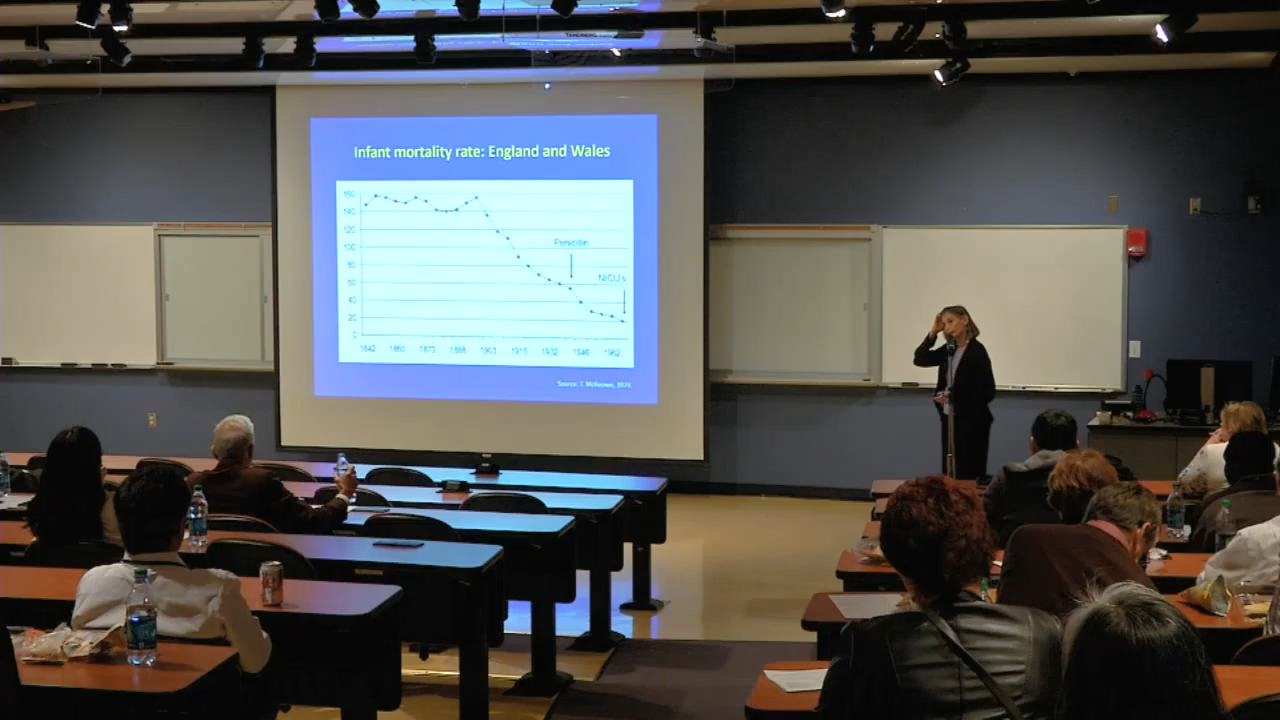 Infant mortality rate: England and Wales
160
140
120
100
80
60
40
20
0
Penicillin
NICU's
1842 1860 1873 1888 1903 1915 1932 1946 1962
Source: T. McKeown, 1976